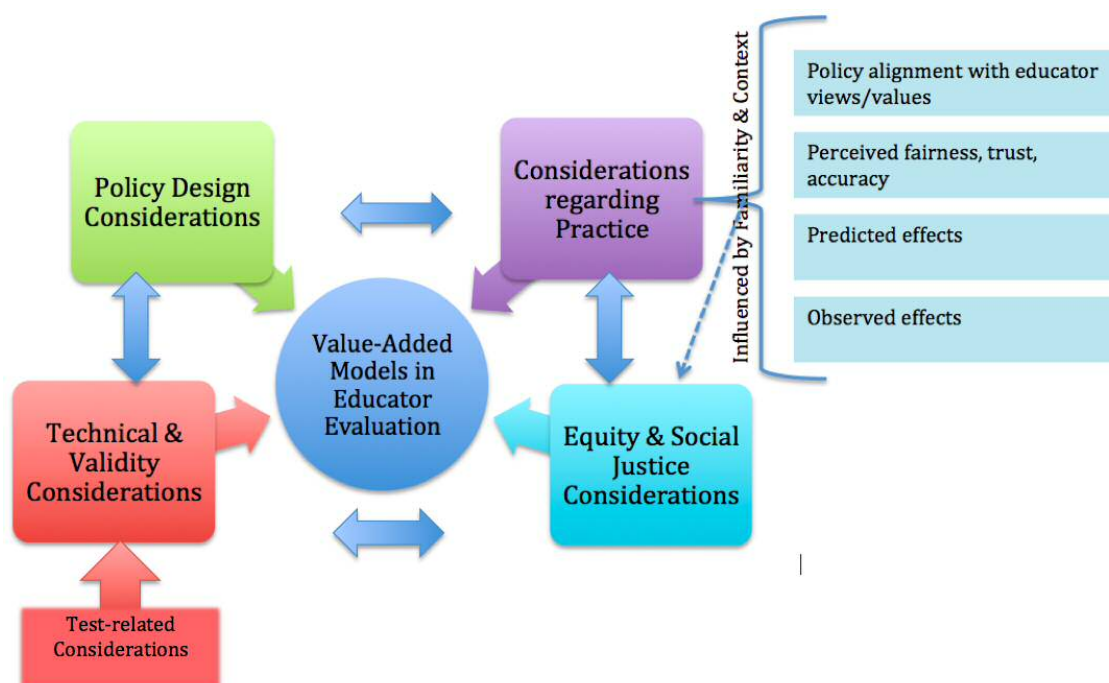 Policy Design
Considerations
Considerations
regarding
Practice
Value-Added
Models in
Educator
Evaluation
Technical &
Validity
Considerations
Equity & Social
Justice
Considerations
Test-related
Considerations
Influenced by Familiarity & Context
Policy alignment with educator
views/values
Perceived fairness, trust,
accuracy
Predicted effects
Observed effects